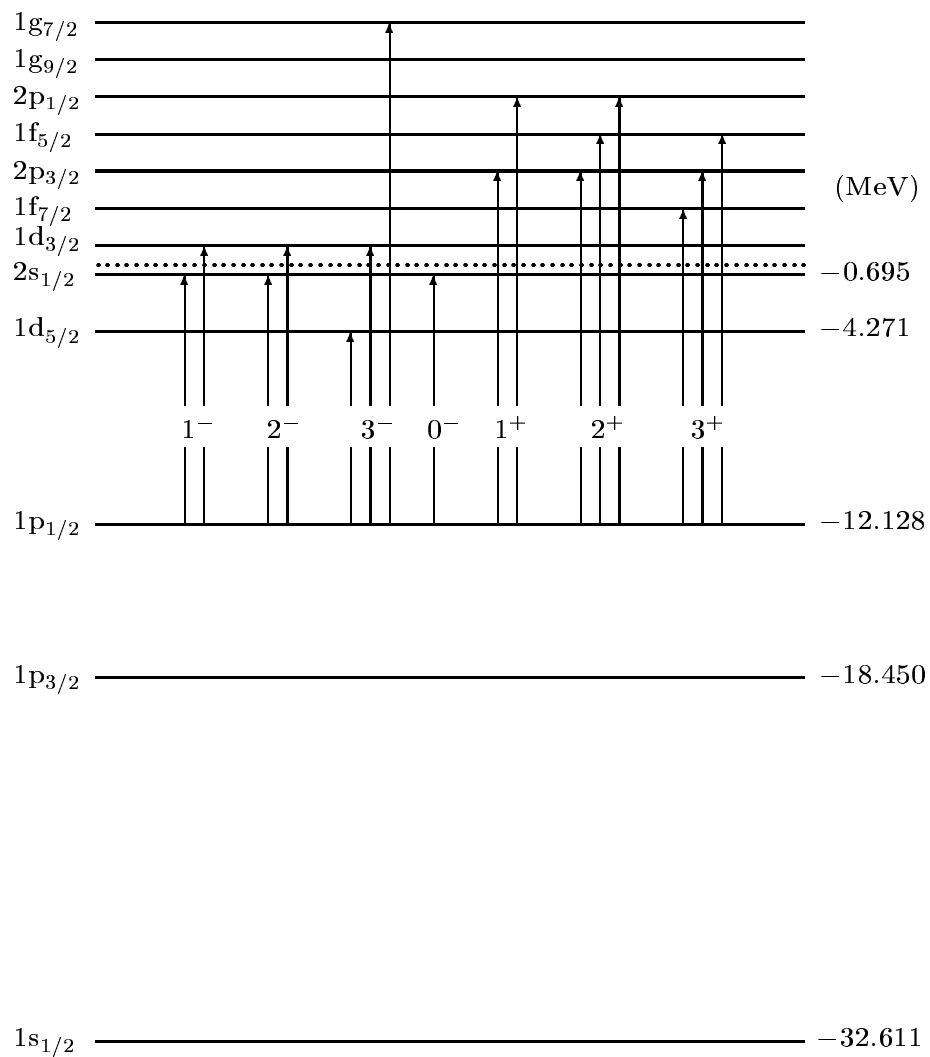 1g7/2
1g9/2
2p1/2
1f5/2
2p3/2
(MeV)
1f7/2
1d3/2
2s1/2 −0.695
1d5/2 −4.271
1− 2− 3− 0− 1+ 2+ 3+
1p1/2 −12.128
1p3/2 −18.450
1s1/2 −32.611